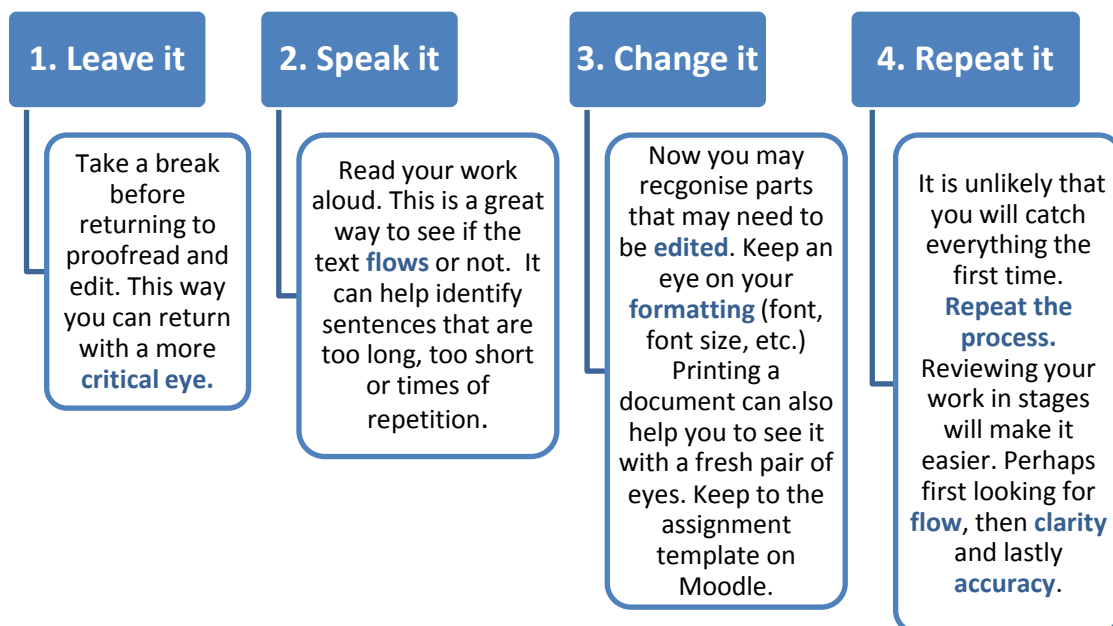 1. Leave it
Take a break
before
returning to
proofread and
edit. This way
you can return
with a more
critical eye.
2. Speak it
Read your work
aloud. This is a great
way to see if the
text flows or not.  It
can help identify
sentences that are
too long, too short
or times of
repetition.
3. Change it
Now you may
recgonise parts
that may need to
be edited. Keep an
eye on your
formatting (font,
font size, etc.)
Printing a
document can also
help you to see it
with a fresh pair of
eyes. Keep to the
assignment
template on
Moodle.
4. Repeat it
It is unlikely that
you will catch
everything the
first time.
Repeat the
process.
Reviewing your
work in stages
will make it
easier. Perhaps
first looking for
flow, then clarity
and lastly
accuracy.